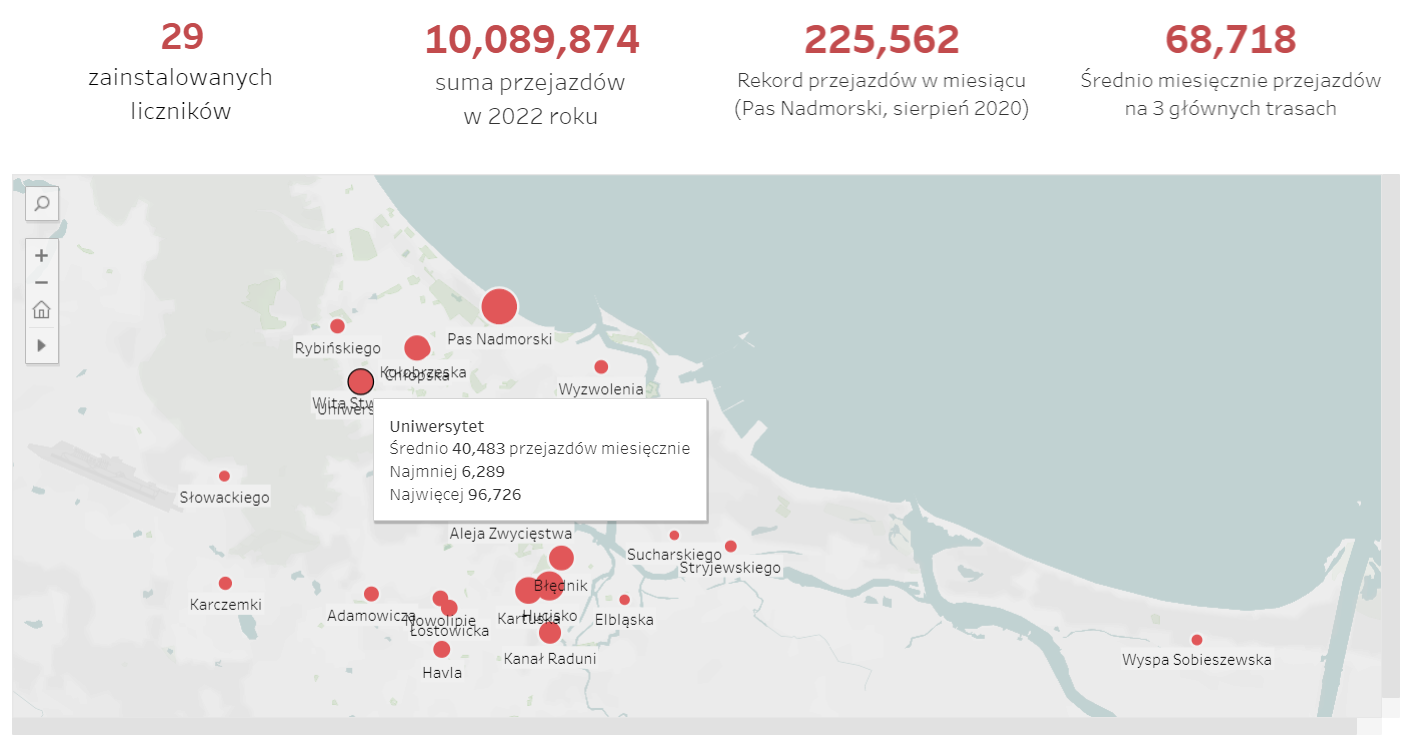 29
zainstalowanych
liczników
10,089,874
suma przejazdów
w 2022 roku
225,562
Rekord przejazdów w miesiącu
(Pas Nadmorski, sierpień 2020)
68,718
Średnio miesięcznie przejazdów
na 3 głównych trasach
Pas Nadmorski
Rybińskiego
Kołobrzeska
Chłopska
Wyzwolenia
Wita Stw
Uniwers
Uniwersytet
Średnio 40,483 przejazdów miesięcznie
Najmniej 6,289
Najwięcej 96,726
Słowackiego
Aleja Zwycięstwa
Sucharskiego
Stryjewskiego
Błędnik
Karczemki
Adamowicza
Nowolipie
Łostowicka
Kartuska
Hucisko
Elbląska
Kanał Raduni
Havla
Wyspa Sobieszewska